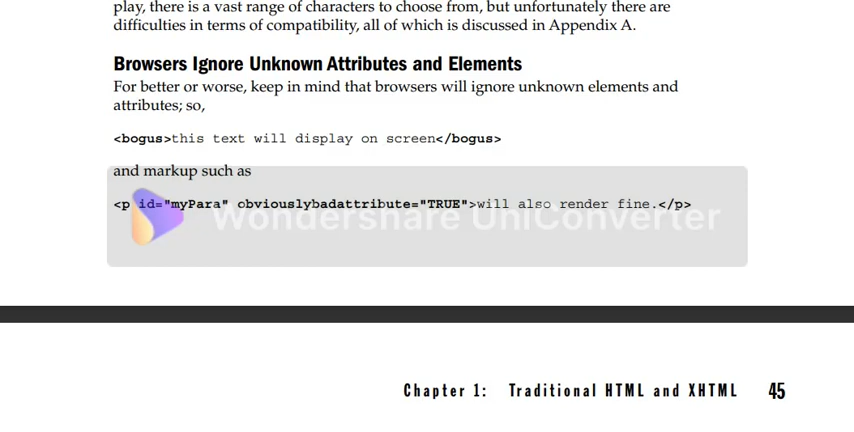 play, there is a vast range of characters to choose from, but unfortunately there are
difficulties in terms of compatibility, all of which is discussed in Appendix A.
Browsers Ignore Unknown Attributes and Elements
For better or worse, keep in mind that browsers will ignore unknown elements and
attributes; so,
<bogus>this text will display on screen</bogus>
and markup such as
<p id="myPara" obviouslybadattribute="TRUE">will also render fine.</p>
Wondershare UniConverter
Chapter 1: Traditional HTML and XHTML 45